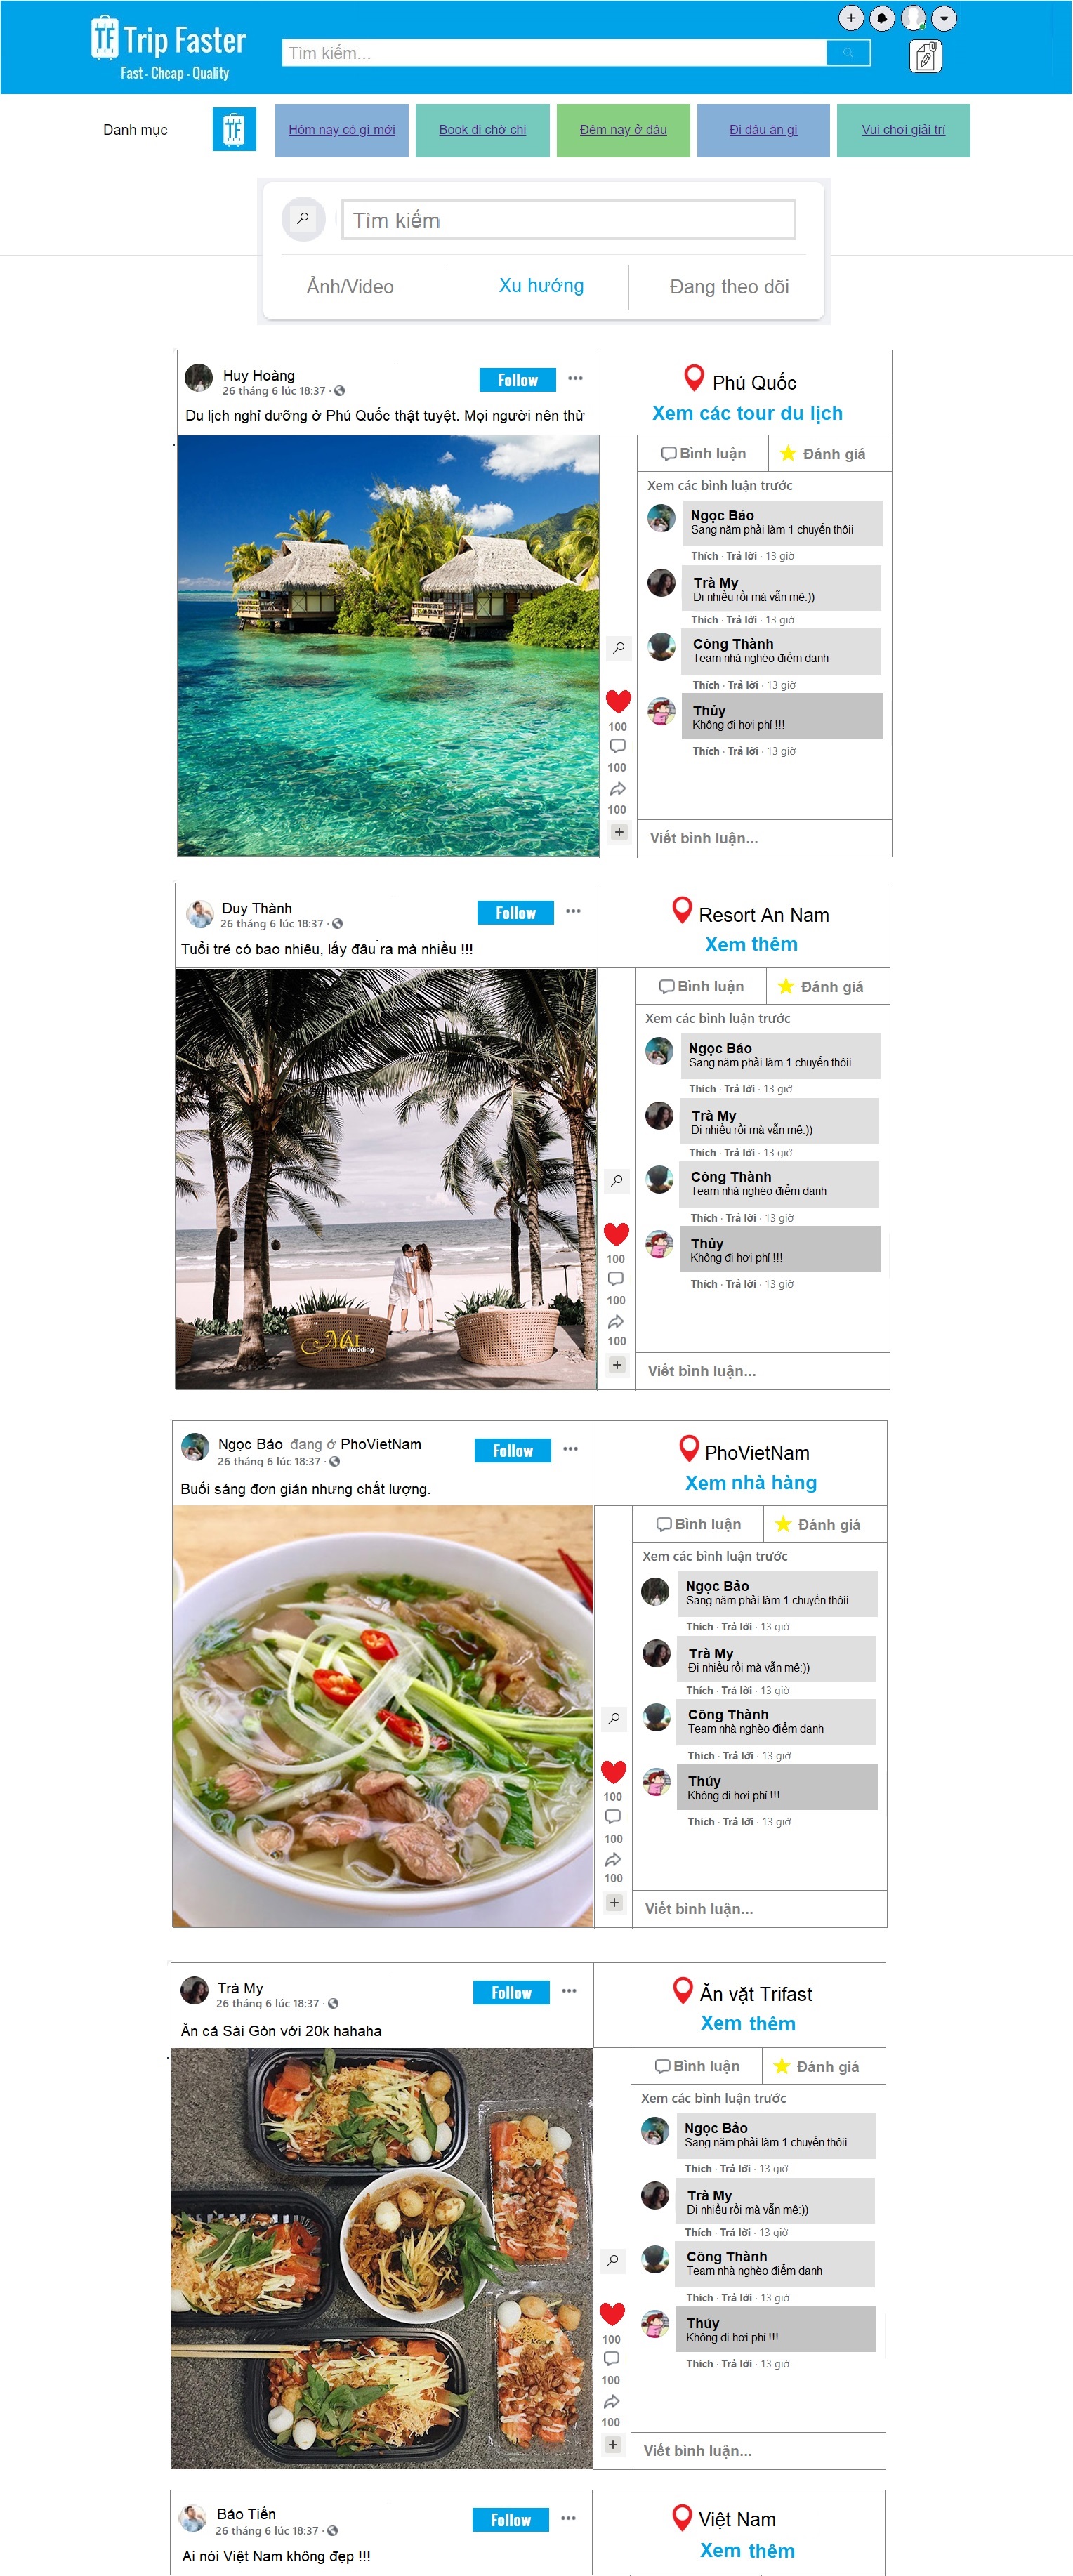 TF Trip Faster
Fast - Cheap - Quality
Tìm kiếm...
Danh mục
TF
Hôm nay có gì mới
Book đi chờ chi
Đêm nay ở đâu
Đi đâu ăn gì
Vui chơi giải trí
Tìm kiếm
Ảnh/Video
Xu hướng
Đang theo dõi
Huy Hoàng
26 tháng 6 lúc 18:37 ·
Follow
Du lịch nghỉ dưỡng ở Phú Quốc thật tuyệt. Mọi người nên thử
Phú Quốc
Xem các tour du lịch
Bình luận
Đánh giá
Xem các bình luận trước
Ngọc Bảo
Sang năm phải làm 1 chuyến thôii
Thích · Trả lời · 13 giờ
Trà My
Đi nhiều rồi mà vẫn mê:))
Thích · Trả lời · 13 giờ
Công Thành
Team nhà nghèo điểm danh
Thích · Trả lời · 13 giờ
Thủy
Không đi hơi phí !!!
Thích · Trả lời · 13 giờ
100
100
100
Viết bình luận...
Duy Thành
26 tháng 6 lúc 18:37 ·
Follow
Tuổi trẻ có bao nhiêu, lấy đâu ra mà nhiều !!!
Resort An Nam
Xem thêm
Bình luận
Đánh giá
Xem các bình luận trước
Ngọc Bảo
Sang năm phải làm 1 chuyến thôii
Thích · Trả lời · 13 giờ
Trà My
Đi nhiều rồi mà vẫn mê:))
Thích · Trả lời · 13 giờ
Công Thành
Team nhà nghèo điểm danh
Thích · Trả lời · 13 giờ
Thủy
Không đi hơi phí !!!
Thích · Trả lời · 13 giờ
100
100
100
MAI
Wedding
Viết bình luận...
Ngọc Bảo đang ở PhoVietNam
26 tháng 6 lúc 18:37 ·
Follow
Buổi sáng đơn giản nhưng chất lượng.
PhoVietNam
Xem nhà hàng
Bình luận
Đánh giá
Xem các bình luận trước
Ngọc Bảo
Sang năm phải làm 1 chuyến thôii
Thích · Trả lời · 13 giờ
Trà My
Đi nhiều rồi mà vẫn mê:))
Thích · Trả lời · 13 giờ
Công Thành
Team nhà nghèo điểm danh
Thích · Trả lời · 13 giờ
Thủy
Không đi hơi phí !!!
Thích · Trả lời · 13 giờ
100
100
100
Viết bình luận...
Trà My
26 tháng 6 lúc 18:37 ·
Follow
Ăn cả Sài Gòn với 20k hahaha
Ăn vặt Trifast
Xem thêm
Bình luận
Đánh giá
Xem các bình luận trước
Ngọc Bảo
Sang năm phải làm 1 chuyến thôii
Thích · Trả lời · 13 giờ
Trà My
Đi nhiều rồi mà vẫn mê:))
Thích · Trả lời · 13 giờ
Công Thành
Team nhà nghèo điểm danh
Thích · Trả lời · 13 giờ
Thủy
Không đi hơi phí !!!
Thích · Trả lời · 13 giờ
100
100
100
Viết bình luận...
Bảo Tiến
26 tháng 6 lúc 18:37 ·
Follow
Ai nói Việt Nam không đẹp !!!
Việt Nam
Xem thêm